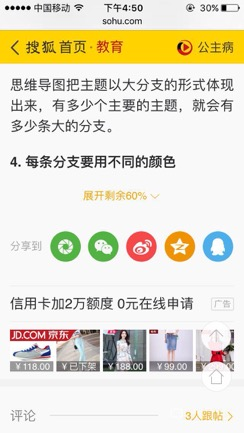 中国移动 下午4:50 30%
sohu.com
搜狐首页·教育 公主病
思维导图把主题以大分支的形式体现
出来，有多少个主要的主题，就会有
多少条大的分支。
4. 每条分支要用不同的颜色
展开剩余60%
分享到
信用卡加2万额度 0元在线申请 广告
JD.COM 京东
¥118.00 ¥已下架 ¥188.00 ¥99.00
评论 3人跟帖